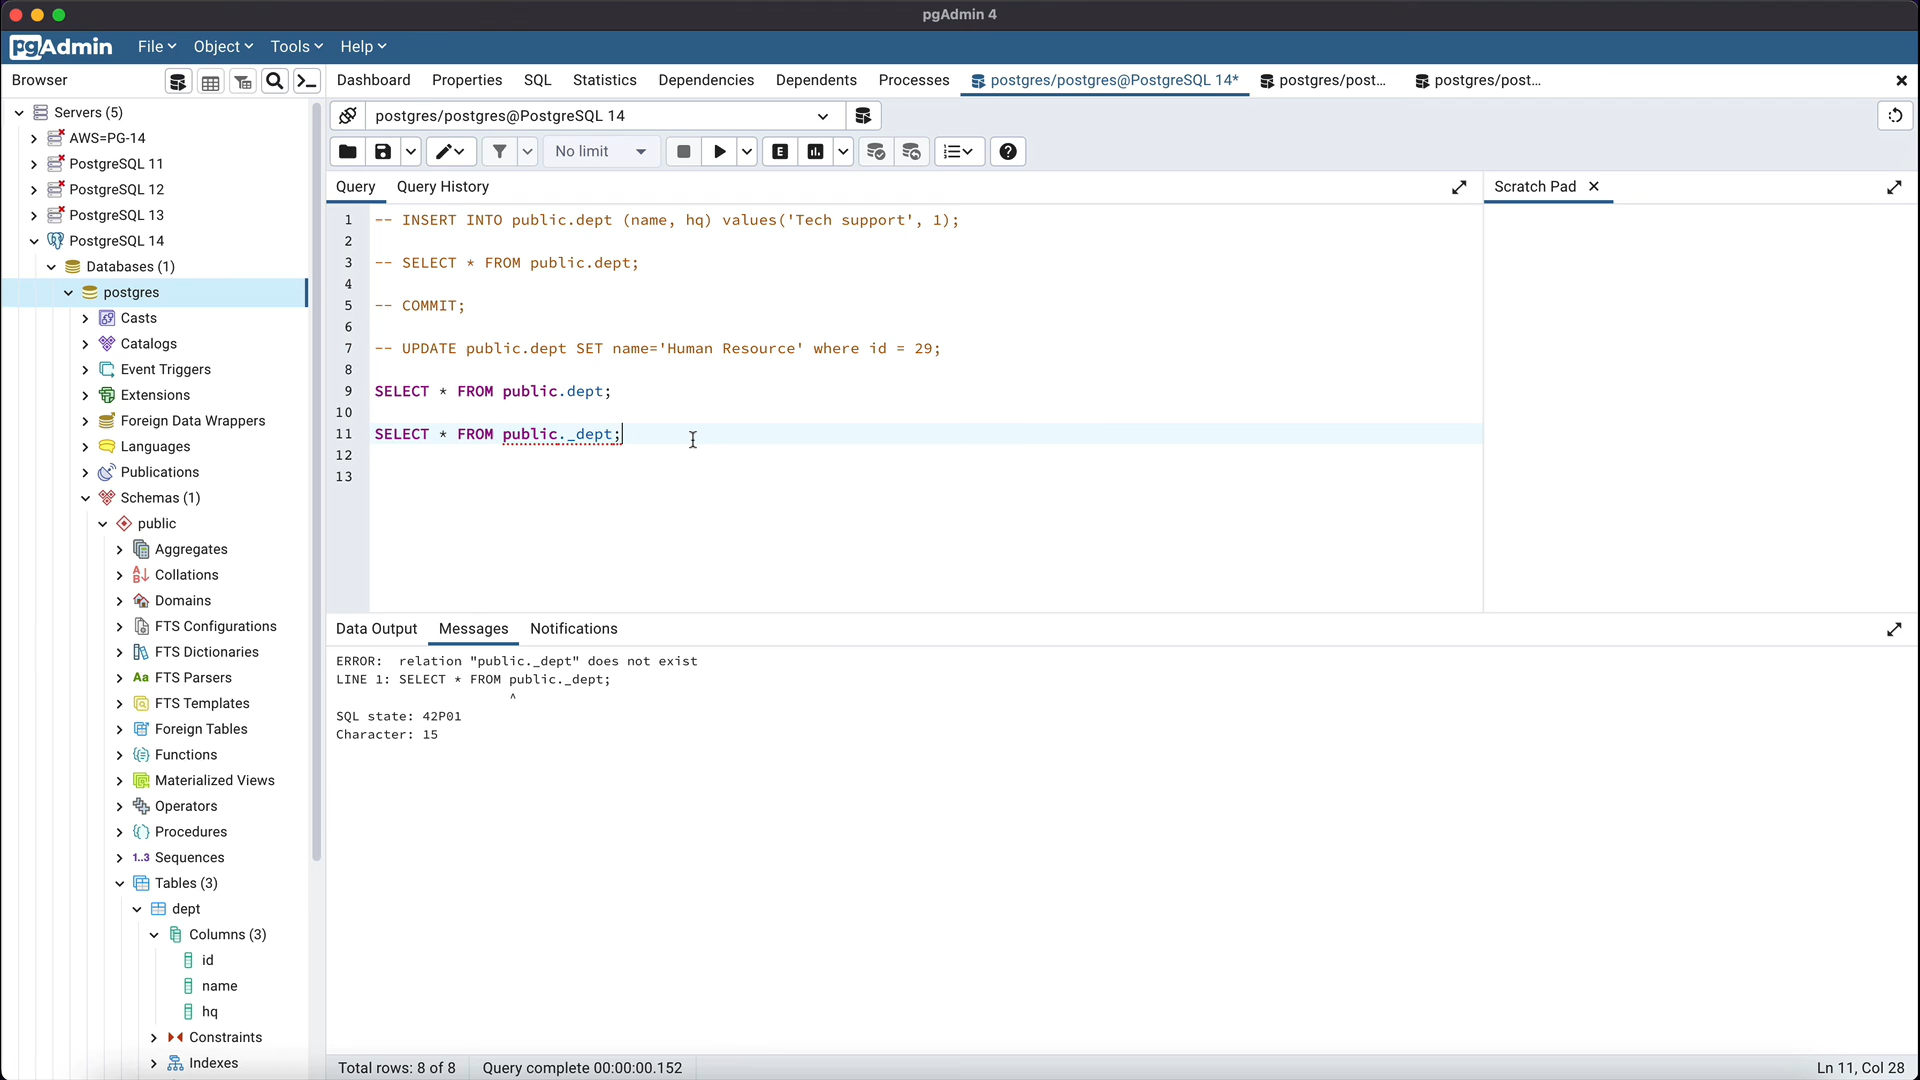 pgAdmin 4
pgAdmin File Object Tools Help
Browser
Dashboard Properties SQL Statistics Dependencies Dependents Processes postgres/postgres@PostgreSQL 14* postgres/post... postgres/post...
Servers (5)
AWS=PG-14
PostgreSQL 11
PostgreSQL 12
PostgreSQL 13
PostgreSQL 14
Databases (1)
postgres
Casts
Catalogs
Event Triggers
Extensions
Foreign Data Wrappers
Languages
Publications
Schemas (1)
public
Aggregates
Collations
Domains
FTS Configurations
FTS Dictionaries
Aa FTS Parsers
FTS Templates
Foreign Tables
Functions
Materialized Views
Operators
Procedures
1..3 Sequences
Tables (3)
dept
Columns (3)
id
name
hq
Constraints
Indexes
postgres/postgres@PostgreSQL 14
No limit E
Query Query History
Scratch Pad
1 -- INSERT INTO public.dept (name, hq) values('Tech support', 1);
2
3 -- SELECT * FROM public.dept;
4
5 -- COMMIT;
6
7 -- UPDATE public.dept SET name='Human Resource' where id = 29;
8
9 SELECT * FROM public.dept;
10
11 SELECT * FROM public._dept;
12
13
Data Output Messages Notifications
ERROR:  relation "public._dept" does not exist
LINE 1: SELECT * FROM public._dept;
^
SQL state: 42P01
Character: 15
Total rows: 8 of 8 Query complete 00:00:00.152 Ln 11, Col 28